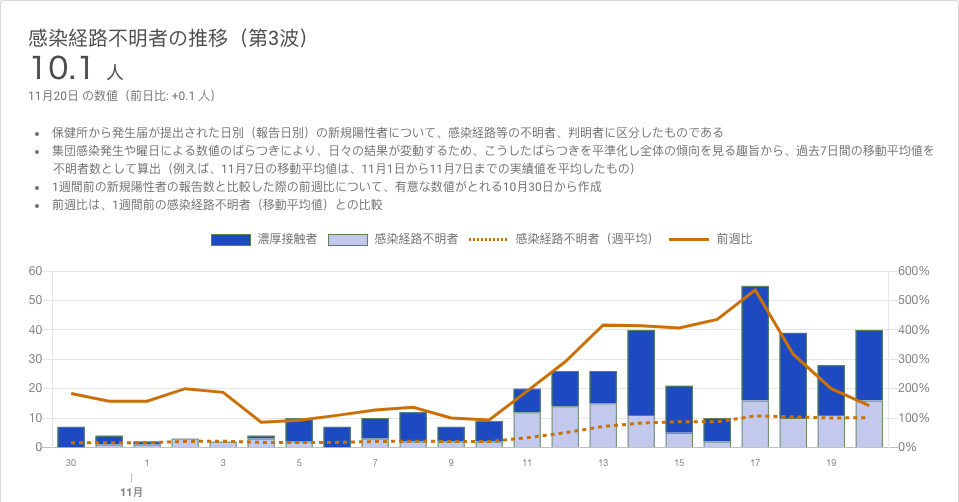 感染経路不明者の推移（第3波）
10.1 人
11月20日 の数値（前日比: +0.1 人）
• 保健所から発生届が提出された日別（報告日別）の新規陽性者について、感染経路等の不明者、判明者に区分したものである
• 集団感染発生や曜日による数値のばらつきにより、日々の結果が変動するため、こうしたばらつきを平準化し全体の傾向を見る趣旨から、過去7日間の移動平均値を
不明者数として算出（例えば、11月7日の移動平均値は、11月1日から11月7日までの実績値を平均したもの）
• 1週間前の新規陽性者の報告数と比較した際の前週比について、有意な数値がとれる10月30日から作成
• 前週比は、1週間前の感染経路不明者（移動平均値）との比較
濃厚接触者 感染経路不明者 感染経路不明者（週平均） 前週比
60 600%
50 500%
40 400%
30 300%
20 200%
10 100%
0 0%
30 1 3 5 7 9 11 13 15 17 19
11月